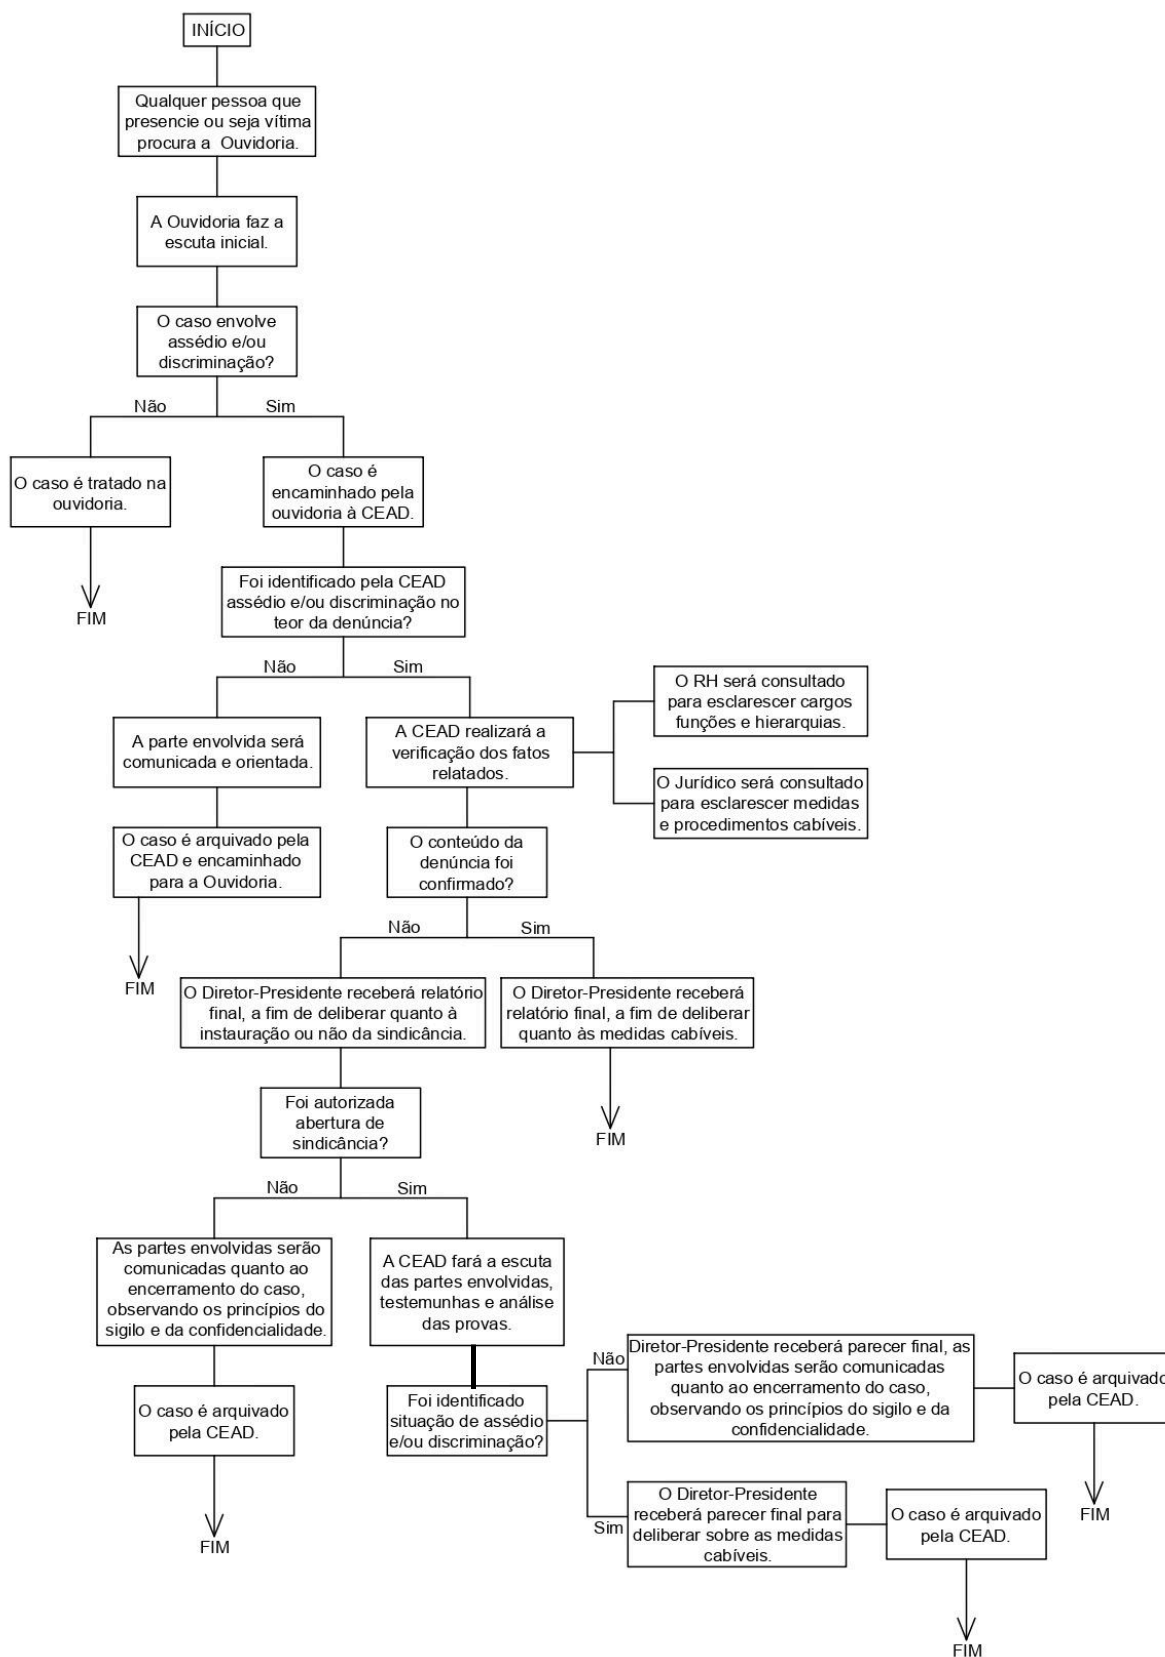 INÍCIO
Qualquer pessoa que
presencie ou seja vítima
procura a Ouvidoria.
A Ouvidoria faz a
escuta inicial.
O caso envolve
assédio e/ou
discriminação?
Não
Sim
O caso é tratado na
ouvidoria.
FIM
O caso é
encaminhado pela
ouvidoria à CEAD.
Foi identificado pela CEAD
assédio e/ou discriminação no
teor da denúncia?
Não
Sim
A parte envolvida será
comunicada e orientada.
O caso é arquivado pela
CEAD e encaminhado
para a Ouvidoria.
FIM
A CEAD realizará a
verificação dos fatos
relatados.
O RH será consultado
para esclarescer cargos
funções e hierarquias.
O Jurídico será consultado
para esclarescer medidas
e procedimentos cabíveis.
O conteúdo da
denúncia foi
confirmado?
Não
Sim
O Diretor-Presidente receberá relatório
final, a fim de deliberar quanto à
instauração ou não da sindicância.
O Diretor-Presidente receberá
relatório final, a fim de deliberar
quanto às medidas cabíveis.
FIM
Foi autorizada
abertura de
sindicância?
Não
Sim
As partes envolvidas serão
comunicadas quanto ao
encerramento do caso,
observando os princípios do
sigilo e da confidencialidade.
O caso é arquivado
pela CEAD.
FIM
A CEAD fará a escuta
das partes envolvidas,
testemunhas e análise
das provas.
Foi identificado
situação de assédio
e/ou discriminação?
Não
Diretor-Presidente receberá parecer final, as
partes envolvidas serão comunicadas
quanto ao encerramento do caso,
observando os princípios do sigilo e da
confidencialidade.
O caso é arquivado
pela CEAD.
FIM
Sim
O Diretor-Presidente
receberá parecer final para
deliberar sobre as medidas
cabíveis.
O caso é arquivado
pela CEAD.
FIM